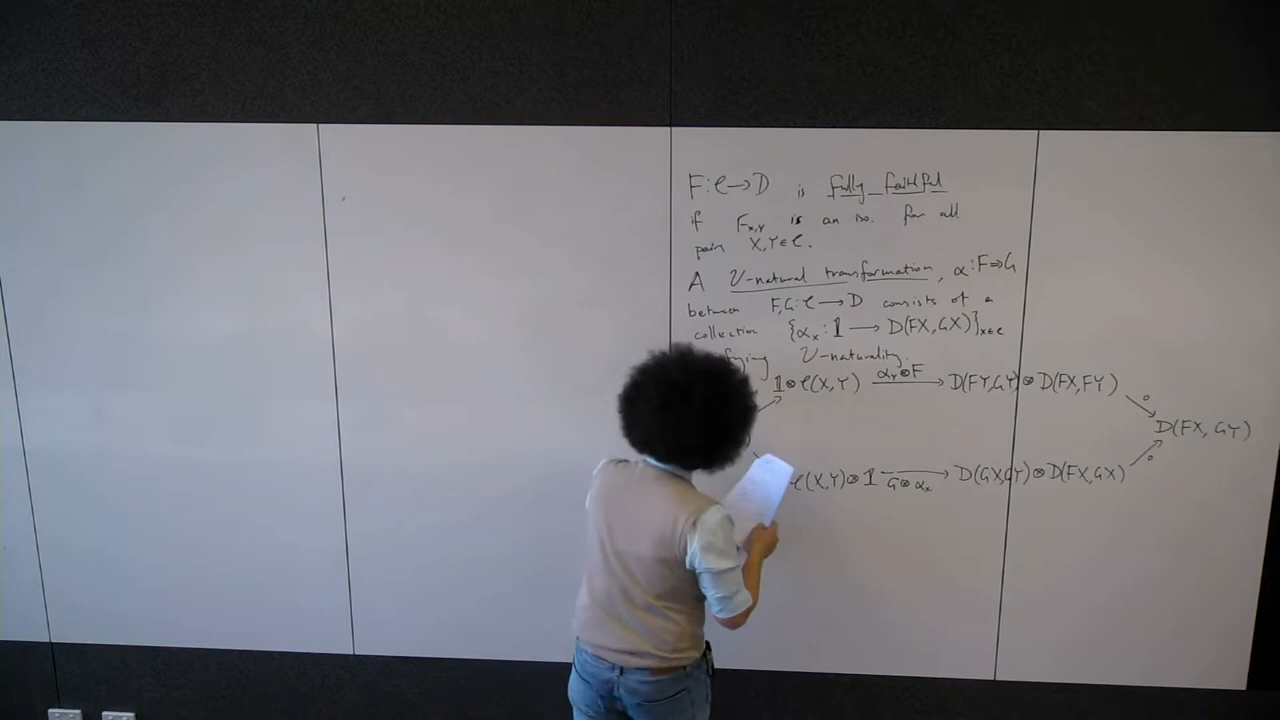 F : 𝒞 → D is fully faithful
if F_{X,Y} is an iso. for all
pairs X, Y ∈ 𝒞.
A 𝒱-natural transformation, α : F ⇒ G
between F, G : 𝒞 → D consists of a
collection {α_X : 𝟙 → D(FX, GX)}_{X∈𝒞}
𝒱-naturality.
𝟙 ⊗ 𝒞(X,Y) α_Y ⊗ F → D(FY, GY) ⊗ D(FX, FY) ∘
D(FX, GY)
𝒞(X,Y) ⊗ 𝟙 → G ⊗ α_X D(GX, GY) ⊗ D(FX, GX) ∘